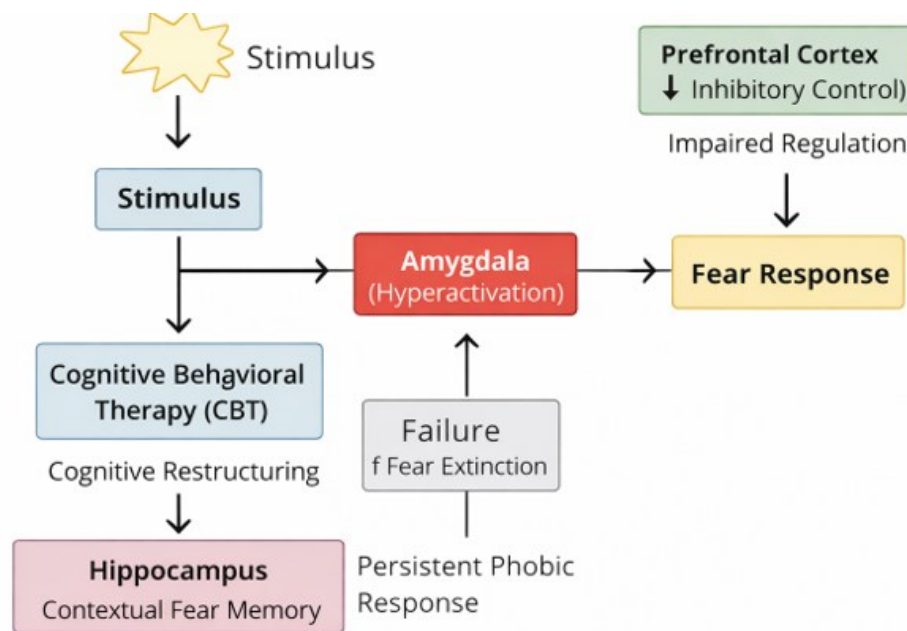 Stimulus
Prefrontal Cortex
↓ Inhibitory Control)
Impaired Regulation
Stimulus
Amygdala
(Hyperactivation)
Fear Response
Cognitive Behavioral
Therapy (CBT)
Cognitive Restructuring
Failure
f Fear Extinction
Hippocampus
Contextual Fear Memory
Persistent Phobic
Response